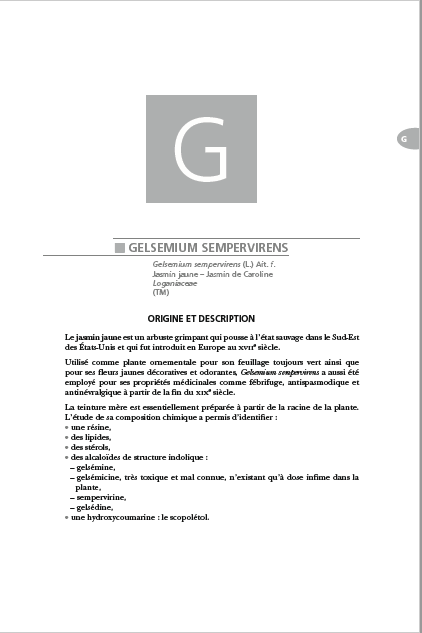 G
G
GELSEMIUM SEMPERVIRENS
Gelsemium sempervirens (L.) Ait. f.
Jasmin jaune – Jasmin de Caroline
Loganiaceae
(TM)
ORIGINE ET DESCRIPTION
Le jasmin jaune est un arbuste grimpant qui pousse à l'état sauvage dans le Sud-Est
des États-Unis et qui fut introduit en Europe au XVIIe siècle.
Utilisé comme plante ornementale pour son feuillage toujours vert ainsi que
pour ses fleurs jaunes décoratives et odorantes, Gelsemium sempervirens a aussi été
employé pour ses propriétés médicinales comme fébrifuge, antispasmodique et
antinévralgique à partir de la fin du XIXe siècle.
La teinture mère est essentiellement préparée à partir de la racine de la plante.
L'étude de sa composition chimique a permis d'identifier :
• une résine,
• des lipides,
• des stérols,
• des alcaloïdes de structure indolique :
– gelsémine,
– gelsémicine, très toxique et mal connue, n'existant qu'à dose infime dans la
plante,
– sempervirine,
– gelsédine,
• une hydroxycoumarine : le scopolétol.